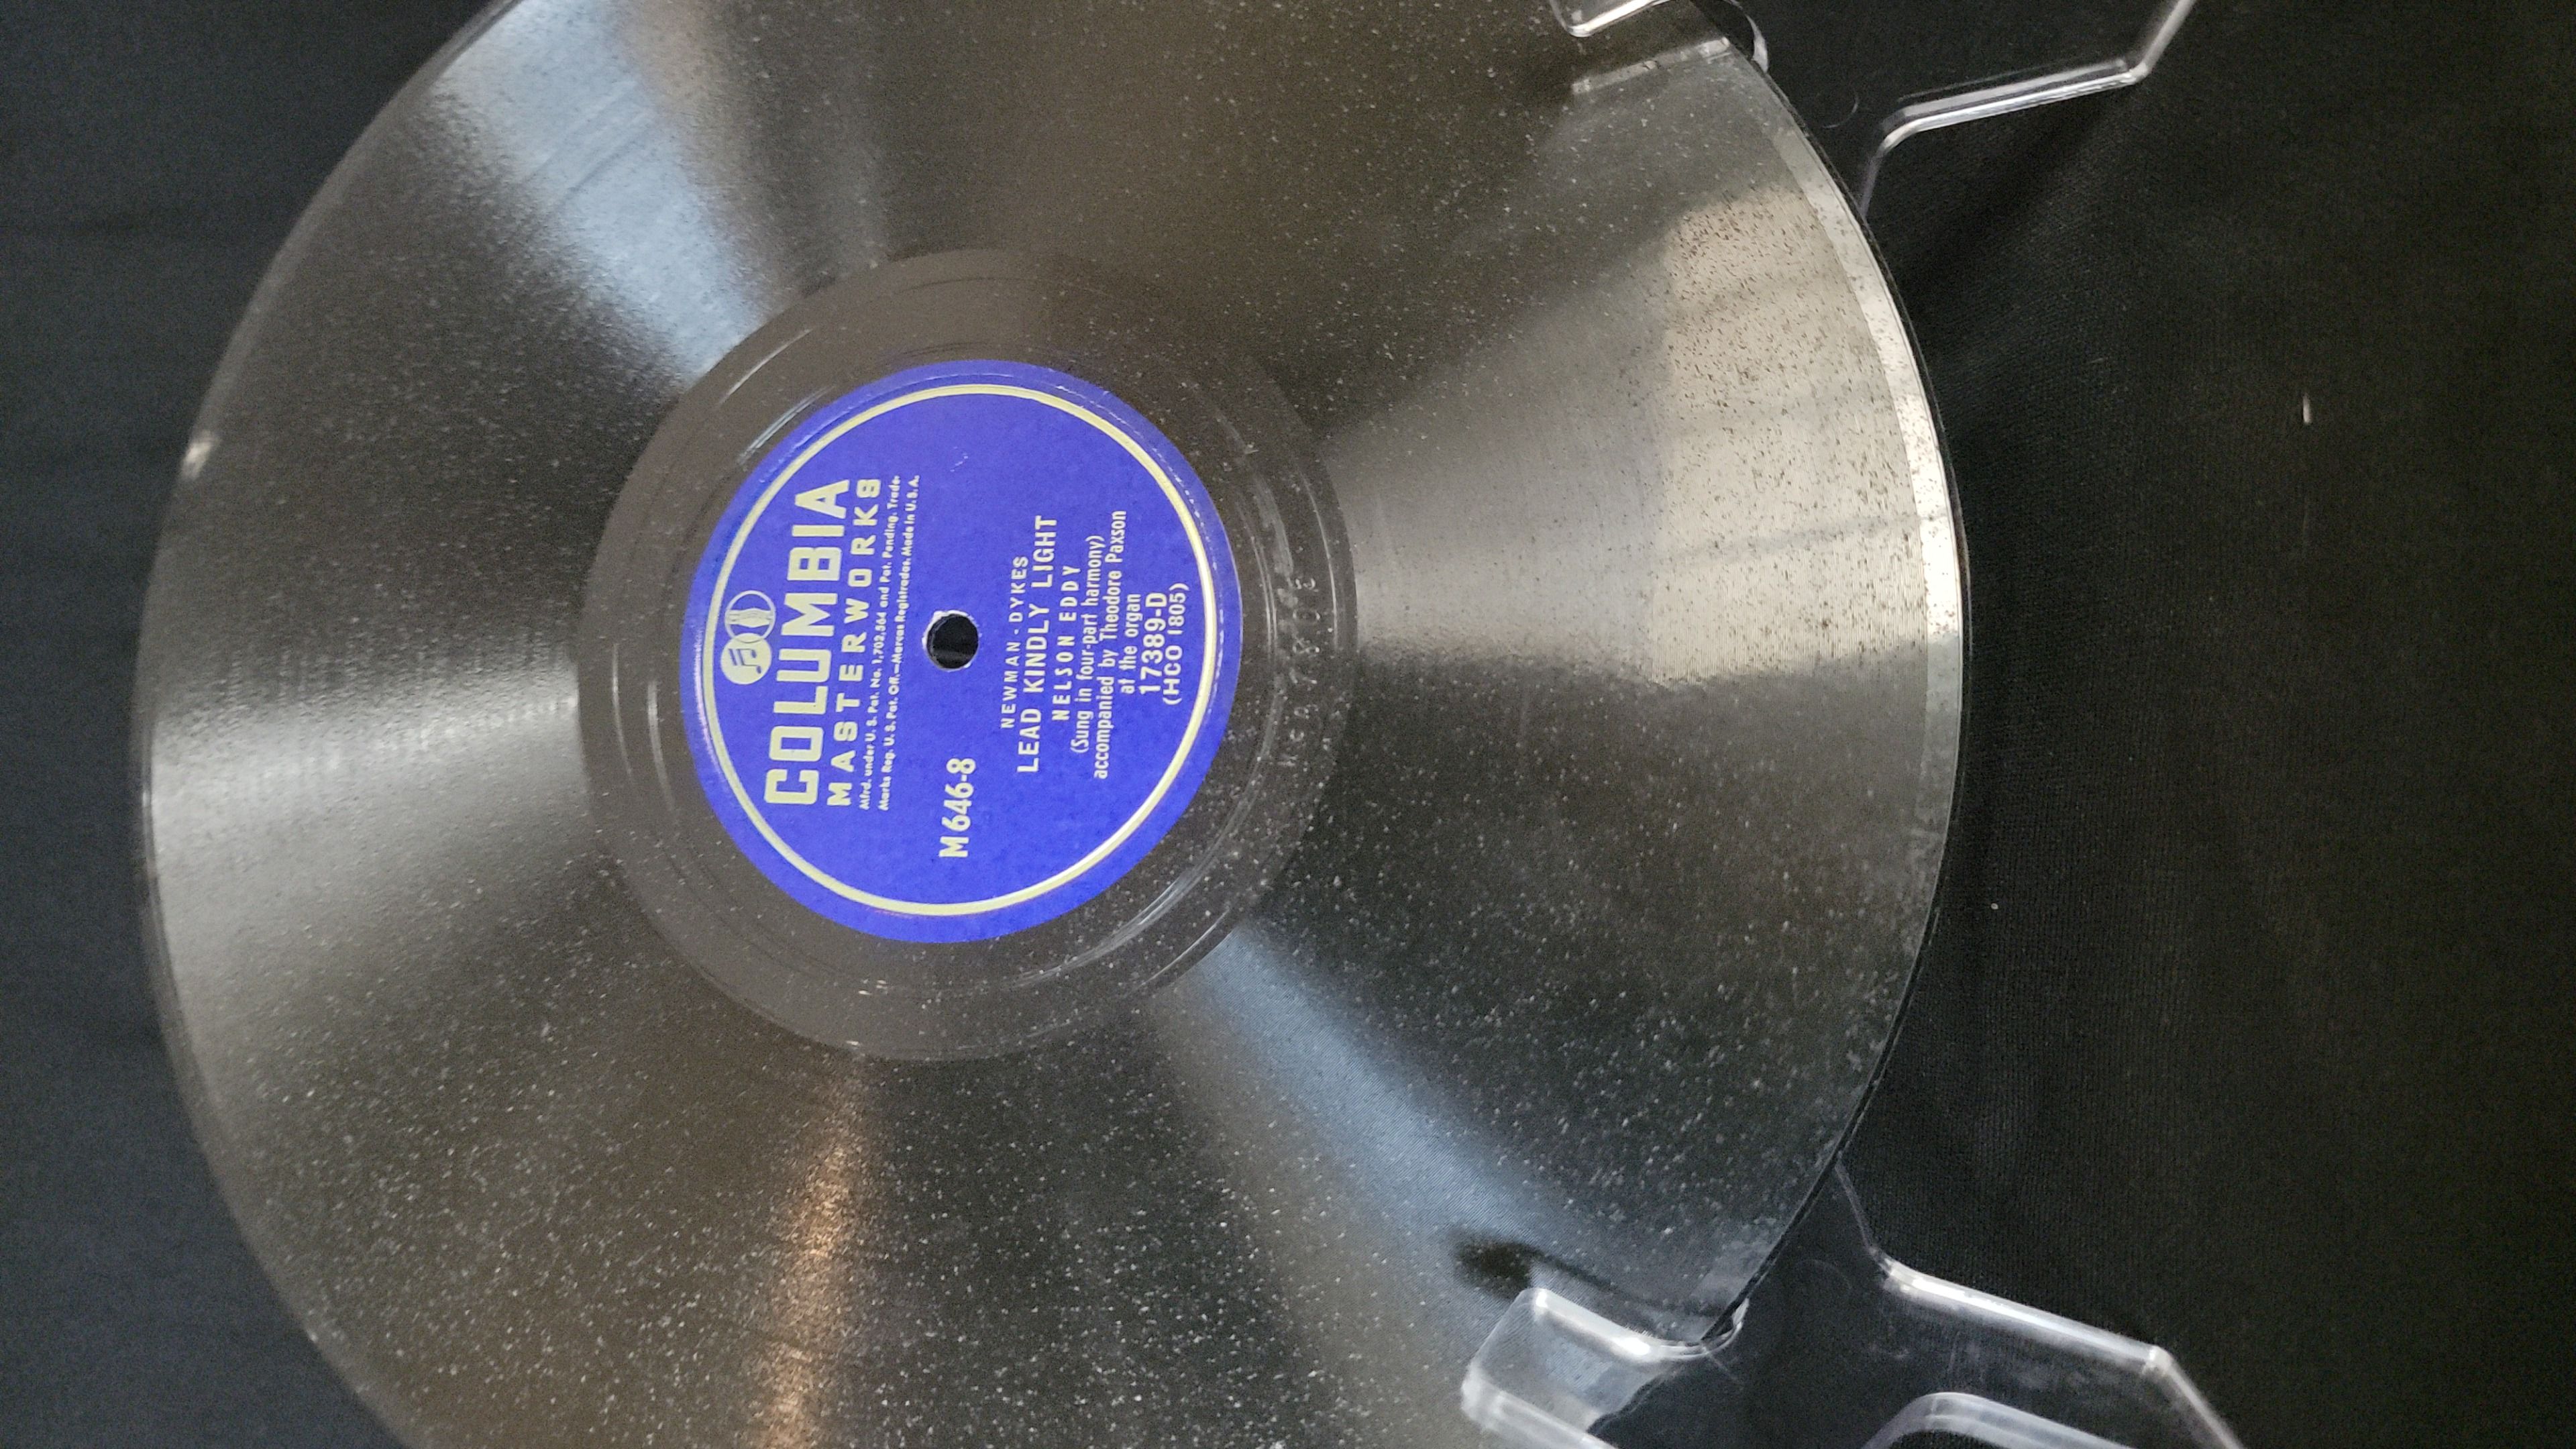 COLUMBIA
MASTERWORKS
Mfrd. under U. S. Pat. No. 1,702,564 and Pat. Pending. Trade
Marks Reg. U. S. Pat. Off.—Marcas Registradas. Made in U. S. A.
M 646-8
NEWMAN - DYKES
LEAD KINDLY LIGHT
NELSON EDDY
(Sung in four-part harmony)
accompanied by Theodore Paxson
at the organ
17389-D
(HCO 1805)